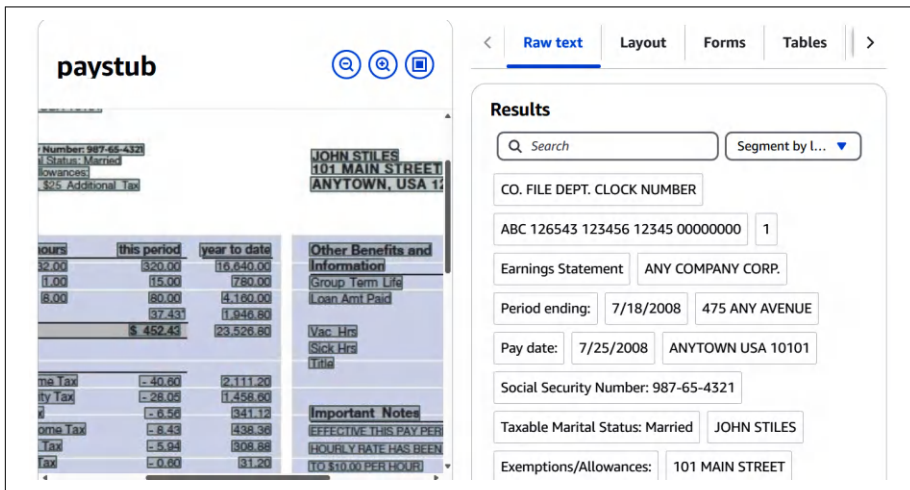 paystub
y Number: 987-65-4321
l Status: Married
lowances:
$25 Additional Tax
JOHN STILES
101 MAIN STREET
ANYTOWN, USA 12
ours this period year to date
32.00 320.00 16,640.00
1.00 15.00 780.00
8.00 80.00 4,160.00
37.43* 1,946.80
$ 452.43 23,526.80
me Tax - 40.60 2,111.20
ity Tax - 28.05 1,458.60
x - 6.56 341.12
ome Tax - 8.43 438.36
Tax - 5.94 308.88
Tax - 0.60 31.20
Other Benefits and
Information
Group Term Life
Loan Amt Paid
Vac Hrs
Sick Hrs
Title
Important Notes
EFFECTIVE THIS PAY PER
HOURLY RATE HAS BEEN
TO $10.00 PER HOUR
Raw text Layout Forms Tables
Results
Search Segment by l... 
CO. FILE DEPT. CLOCK NUMBER
ABC 126543 123456 12345 00000000 1
Earnings Statement ANY COMPANY CORP.
Period ending: 7/18/2008 475 ANY AVENUE
Pay date: 7/25/2008 ANYTOWN USA 10101
Social Security Number: 987-65-4321
Taxable Marital Status: Married JOHN STILES
Exemptions/Allowances: 101 MAIN STREET